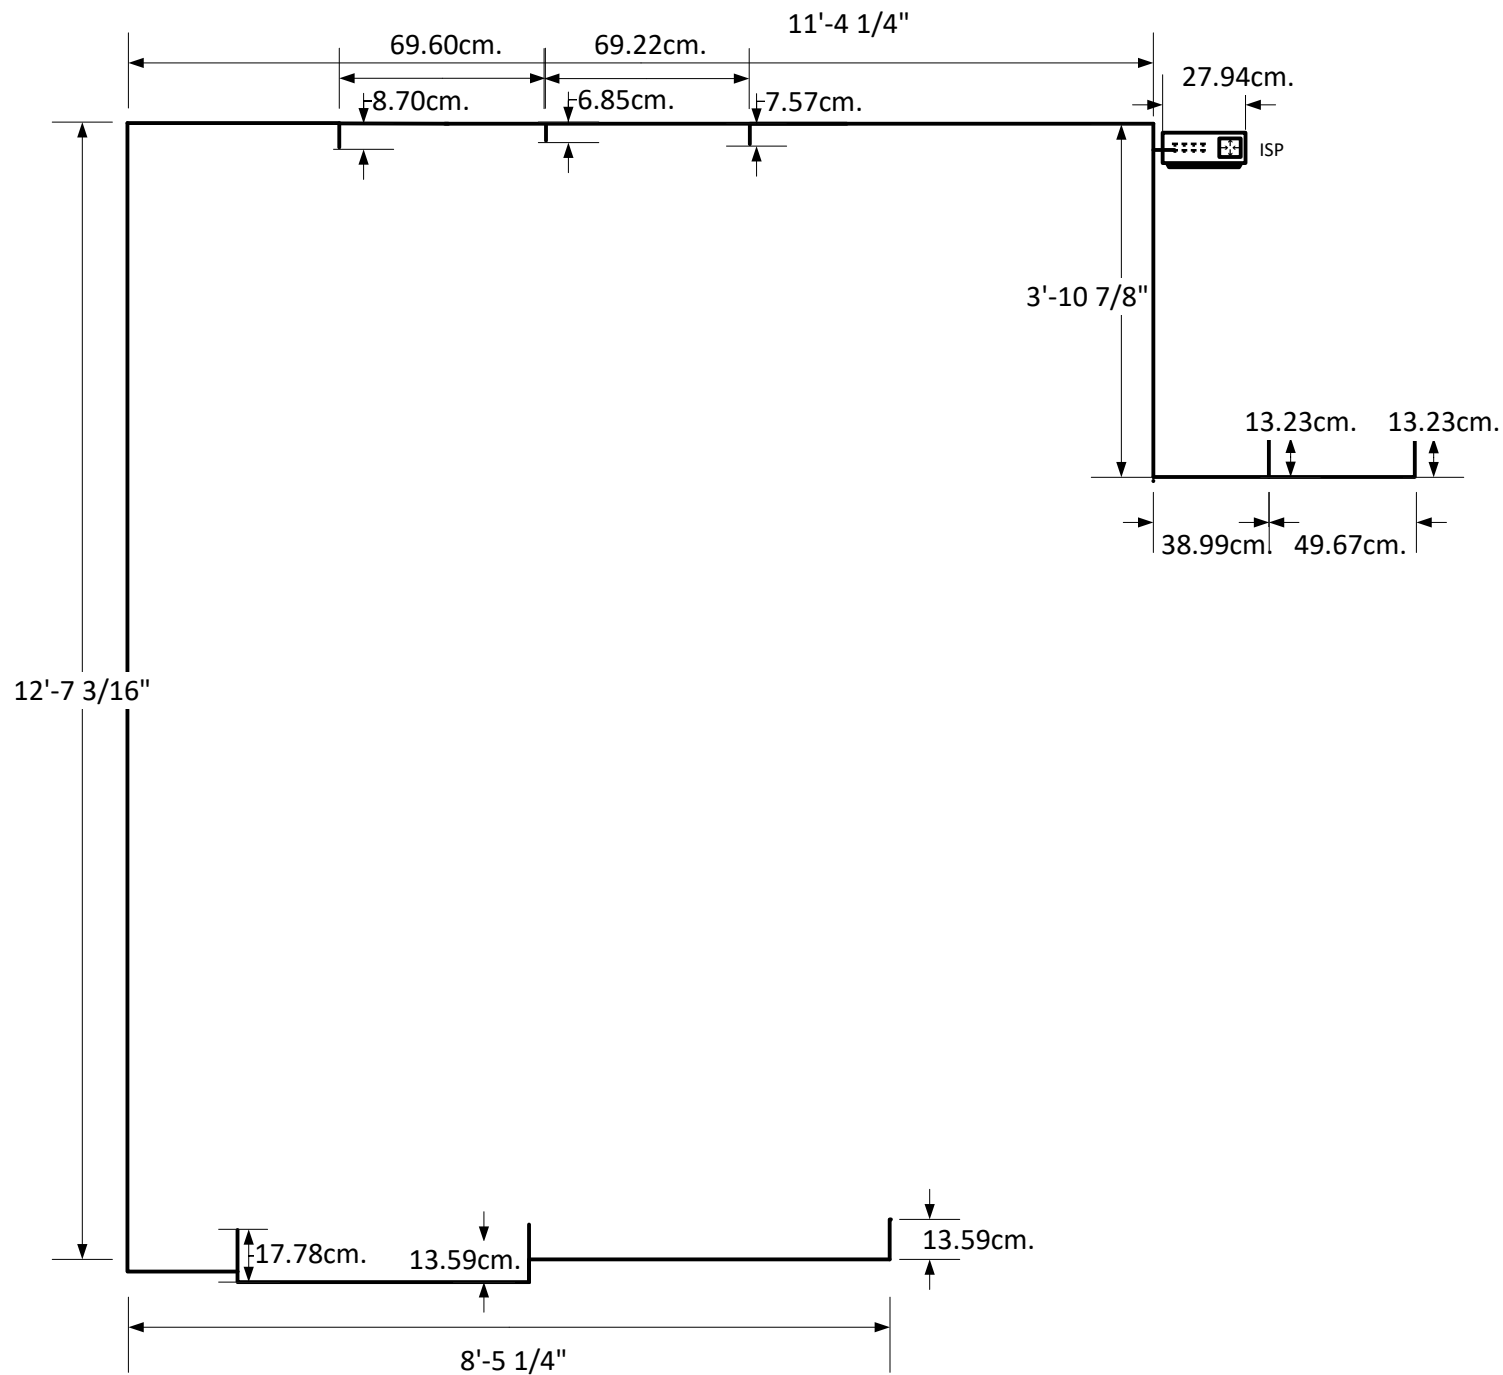 11'-4 1/4"
69.60cm.
69.22cm.
27.94cm.
8.70cm.
6.85cm.
7.57cm.
ISP
3'-10 7/8"
13.23cm.
13.23cm.
38.99cm.
49.67cm.
12'-7 3/16"
17.78cm.
13.59cm.
13.59cm.
8'-5 1/4"